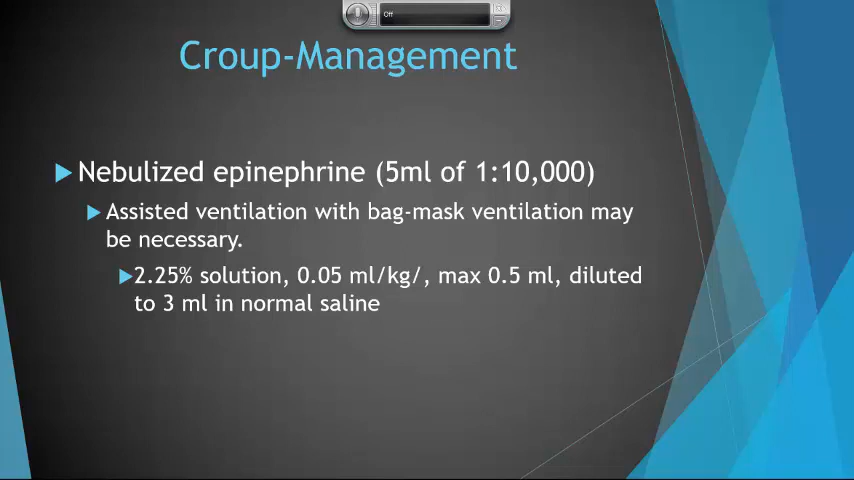 Off
Croup-Management
Nebulized epinephrine (5ml of 1:10,000)
Assisted ventilation with bag-mask ventilation may
be necessary.
2.25% solution, 0.05 ml/kg/, max 0.5 ml, diluted
to 3 ml in normal saline